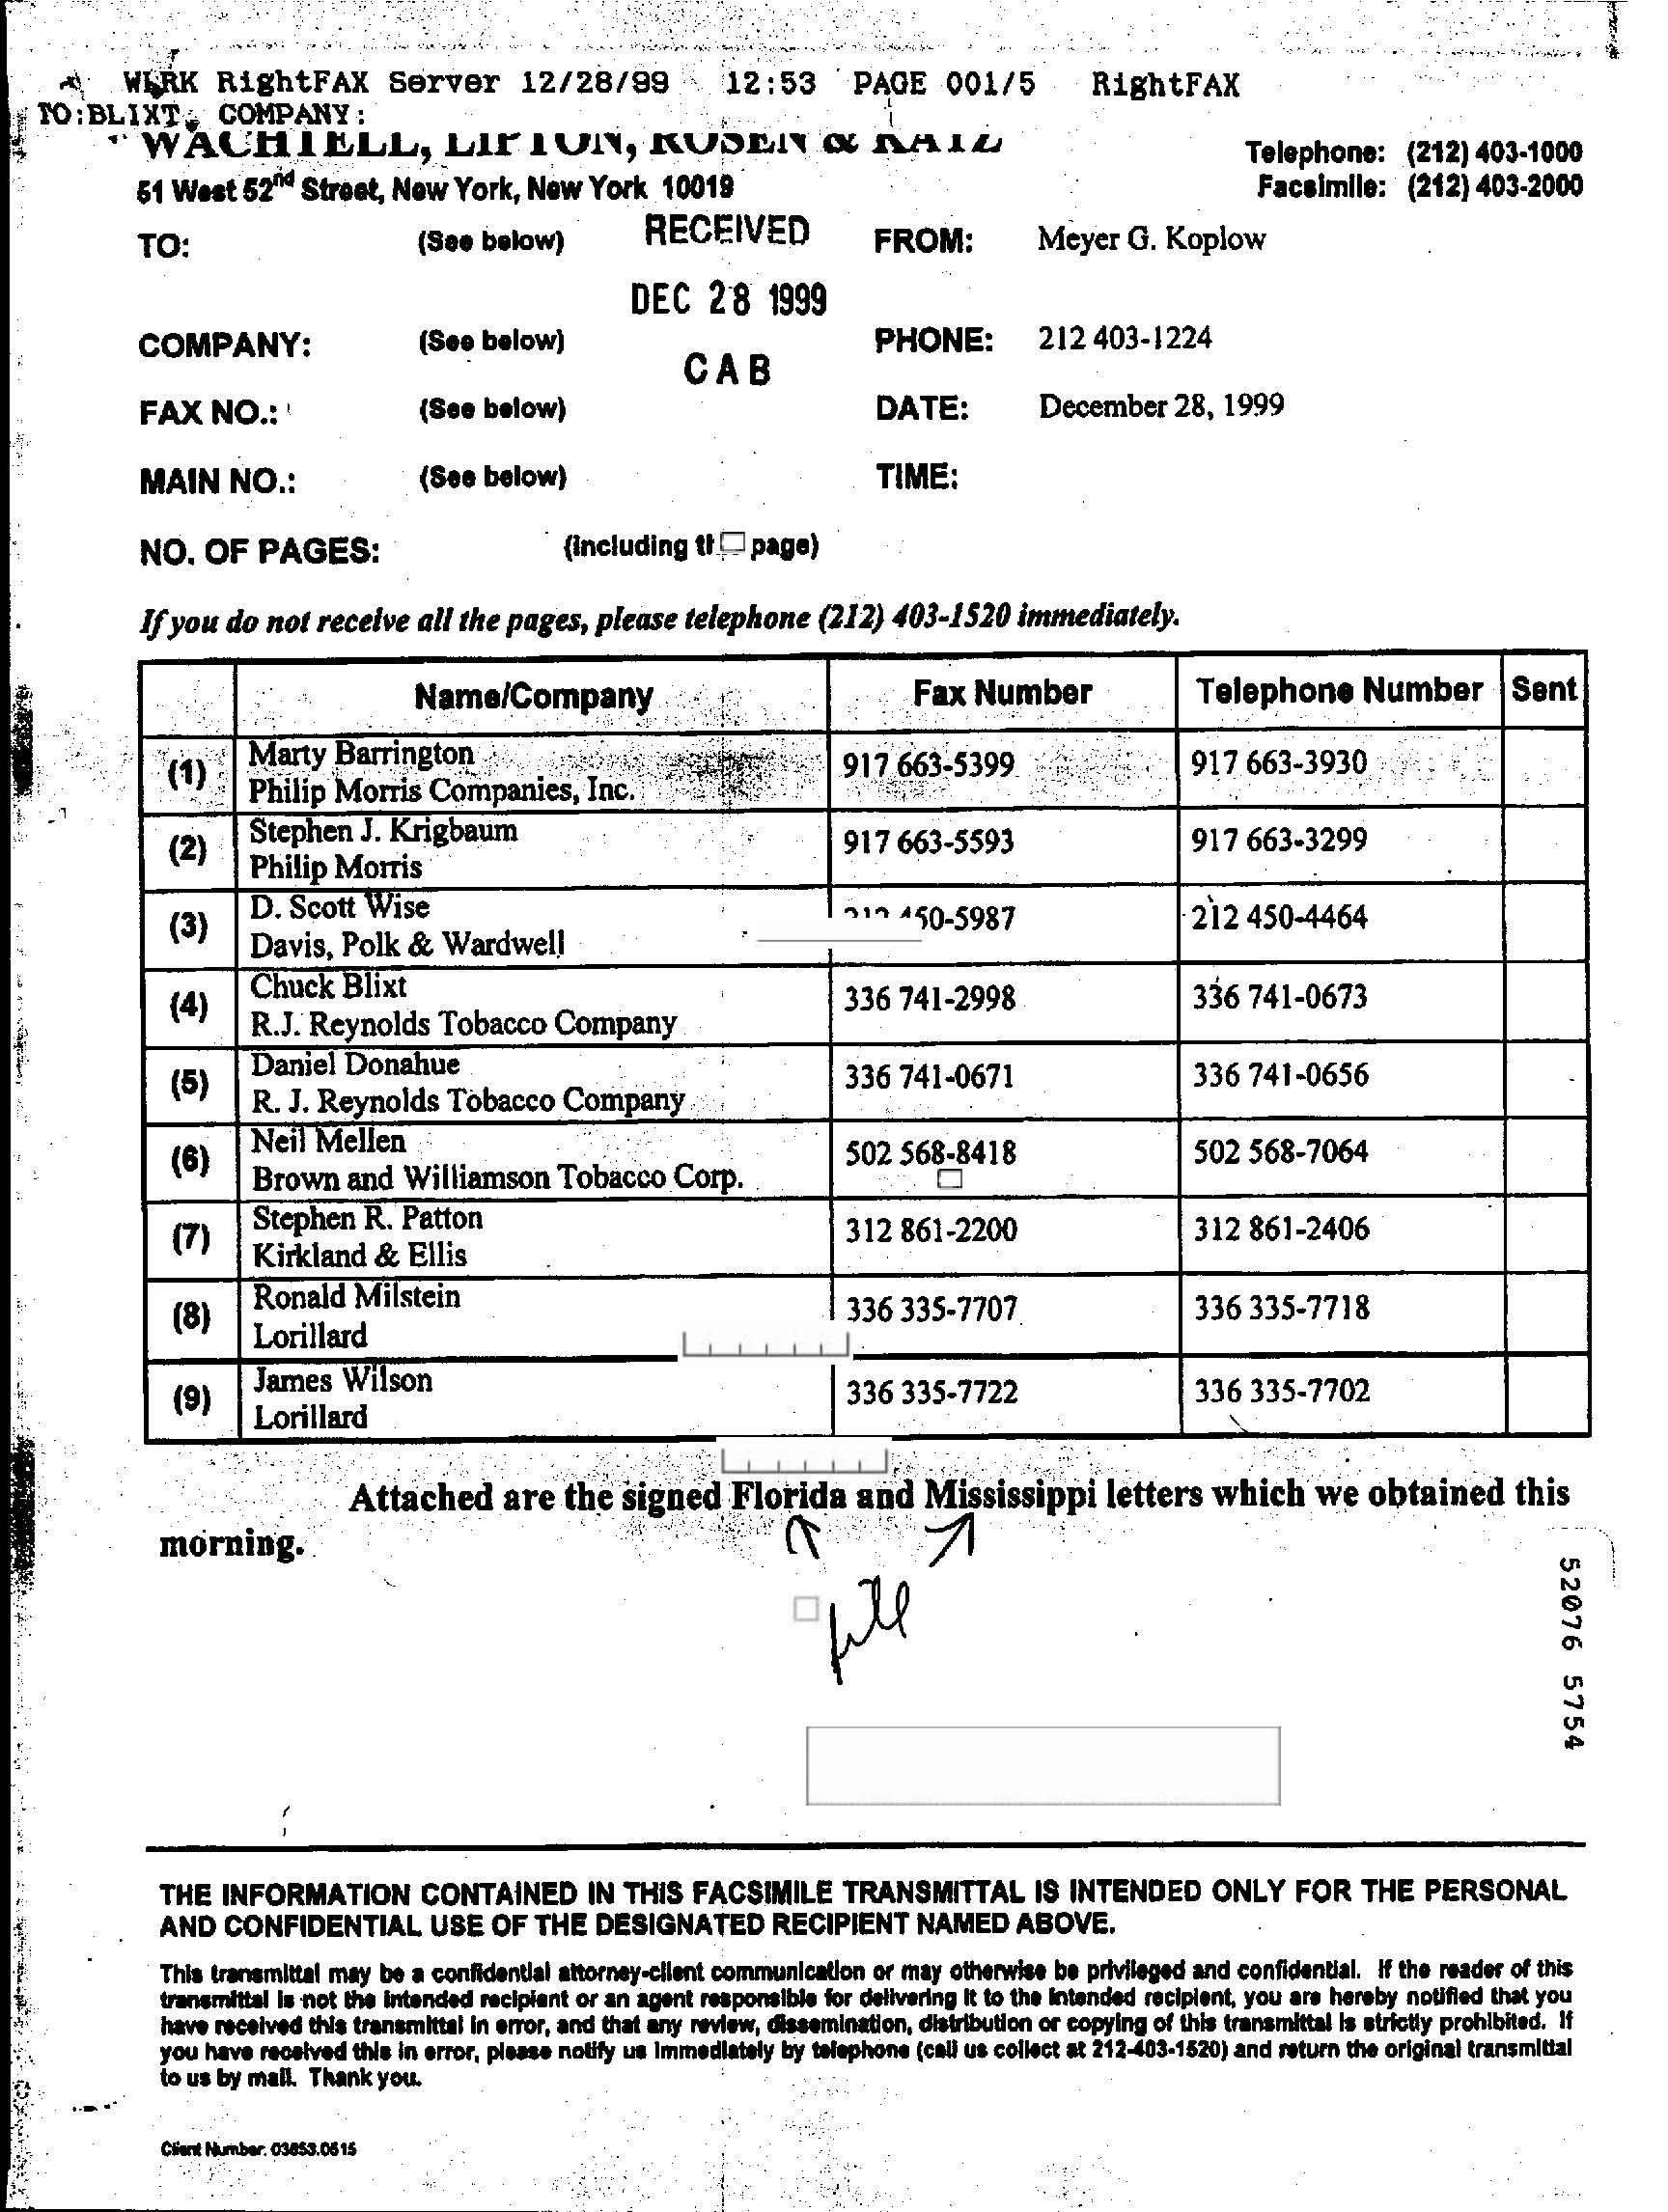 WLRK RightFAX Server 12/28/99 12:53 PAGE 001/5 RightFAX
TO:BLIXT, COMPANY:
WACHTELL, LIPTON, ROSEN & KATZ
51 West 52nd Street, New York, New York 10019
Telephone: (212) 403-1000
Facsimile: (212) 403-2000
TO: (See below) RECEIVED FROM: Meyer G. Koplow
DEC 28 1999
COMPANY: (See below) PHONE: 212 403-1224
CAB
FAX NO.: (See below) DATE: December 28, 1999
MAIN NO.: (See below) TIME:
NO. OF PAGES: (including page)
If you do not receive all the pages, please telephone (212) 403-1520 immediately.
Name/Company Fax Number Telephone Number Sent
(1) Marty Barrington
Philip Morris Companies, Inc. 917 663-5399 917 663-3930
(2) Stephen J. Krigbaum
Philip Morris 917 663-5593 917 663-3299
(3) D. Scott Wise
Davis, Polk & Wardwell 450-5987 212 450-4464
(4) Chuck Blixt
R.J. Reynolds Tobacco Company 336 741-2998 336 741-0673
(5) Daniel Donahue
R. J. Reynolds Tobacco Company 336 741-0671 336 741-0656
(6) Neil Mellen
Brown and Williamson Tobacco Corp. 502 568-8418 502 568-7064
(7) Stephen R. Patton
Kirkland & Ellis 312 861-2200 312 861-2406
(8) Ronald Milstein
Lorillard 336 335-7707 336 335-7718
(9) James Wilson
Lorillard 336 335-7722 336 335-7702
Attached are the signed Florida and Mississippi letters which we obtained this
morning.
file
52076 5754
THE INFORMATION CONTAINED IN THIS FACSIMILE TRANSMITTAL IS INTENDED ONLY FOR THE PERSONAL
AND CONFIDENTIAL USE OF THE DESIGNATED RECIPIENT NAMED ABOVE.
This transmittal may be a confidential attorney-client communication or may otherwise be privileged and confidential. If the reader of this
transmittal is not the intended recipient or an agent responsible for delivering it to the intended recipient, you are hereby notified that you
have received this transmittal in error, and that any review, dissemination, distribution or copying of this transmittal is strictly prohibited. If
you have received this in error, please notify us immediately by telephone (call us collect at 212-403-1520) and return the original transmittal
to us by mail. Thank you.
Client Number: 03653.0515